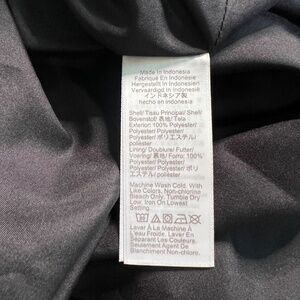 Made In Indonesia
Fabriqué En Indonésie
Hergestellt In Indonesien
Vervaardigd In Indonesië
インドネシア製
hecho en indonesia
Shell/ Tissu Principal/ Shell/
Bovenstof/ 表地/ Tela
Exterior: 100% Polyester/
Polyester/ Polyester/
Polyester/ ポリエステル/
poliéster
Lining/ Doublure/ Futter/
Voering/ 裏地/ Forro: 100%
Polyester/ Polyester/
Polyester/ Polyester/ ポリ
エステル/ poliéster
Machine Wash Cold. With
Like Colors. Non-chlorine
Bleach Only. Tumble Dry
Low. Iron On Lowest
Setting.
Laver À La Machine À
L'eau Froide. Laver En
Séparant Les Couleurs.
Seulement Agent De
Blanchiment Non-chloré.